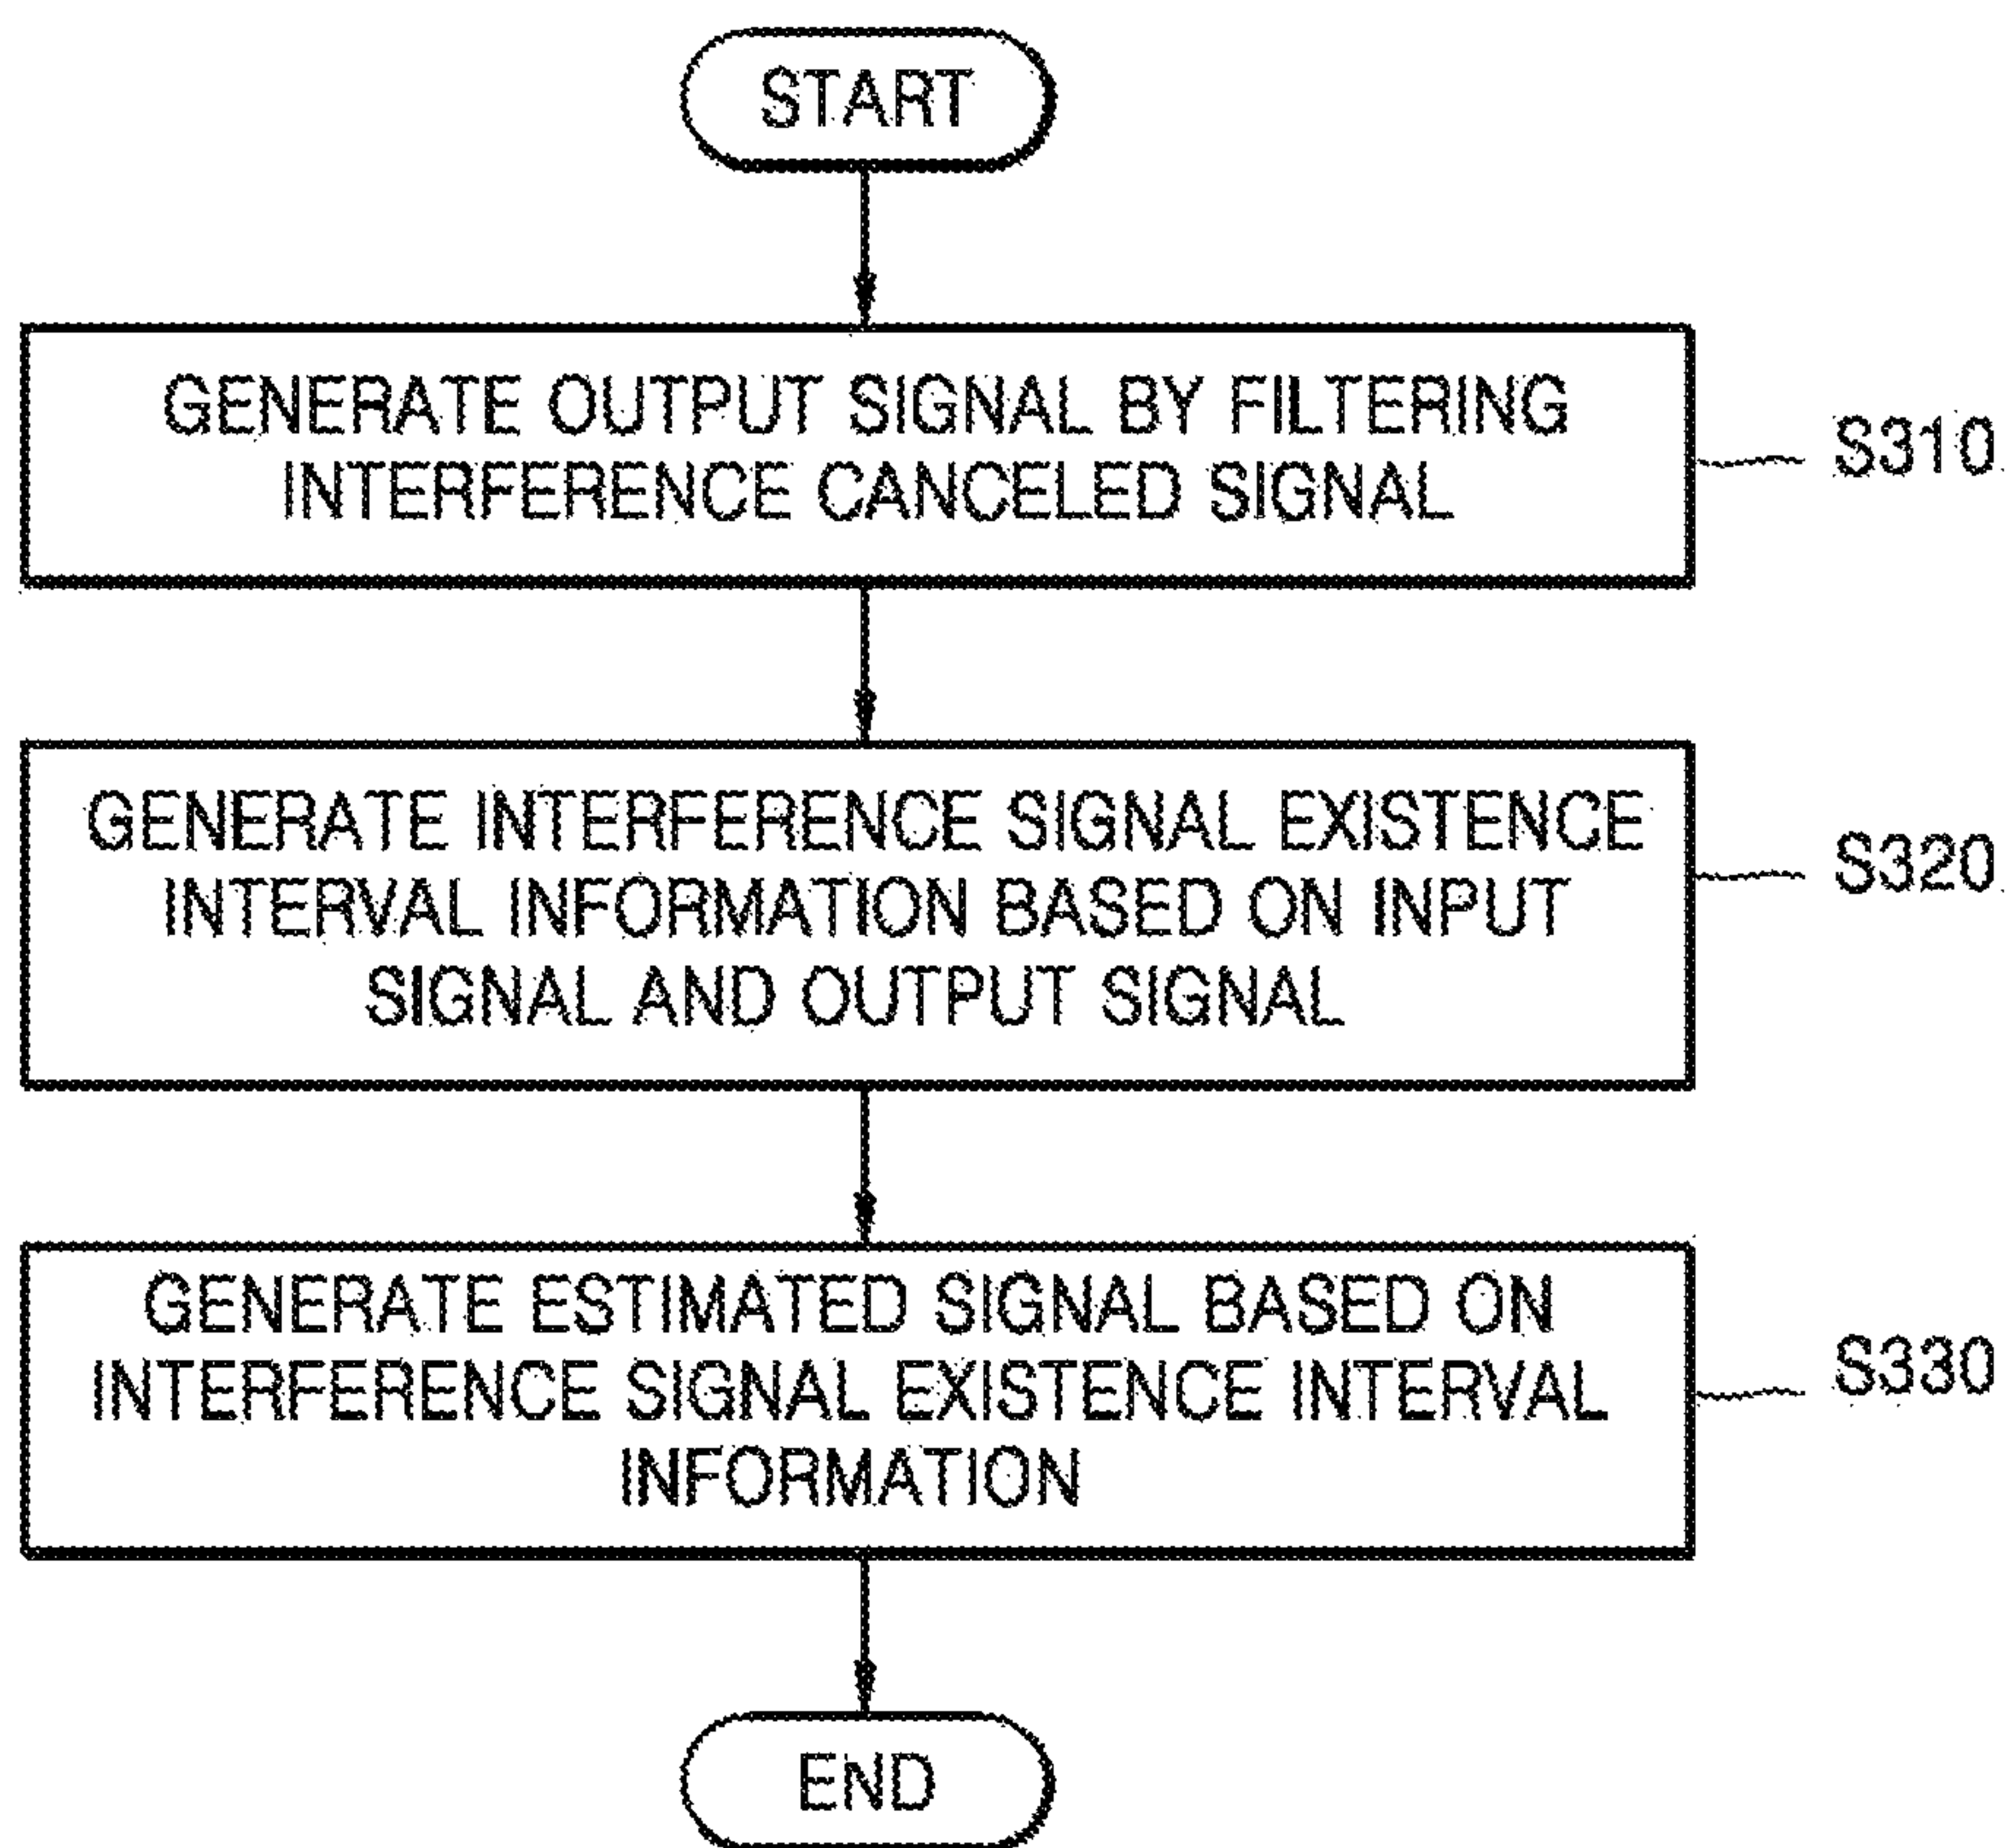 START
GENERATE OUTPUT SIGNAL BY FILTERING
INTERFERENCE CANCELED SIGNAL
S310
GENERATE INTERFERENCE SIGNAL EXISTENCE
INTERVAL INFORMATION BASED ON INPUT
SIGNAL AND OUTPUT SIGNAL
S320
GENERATE ESTIMATED SIGNAL BASED ON
INTERFERENCE SIGNAL EXISTENCE INTERVAL
INFORMATION
S330
END